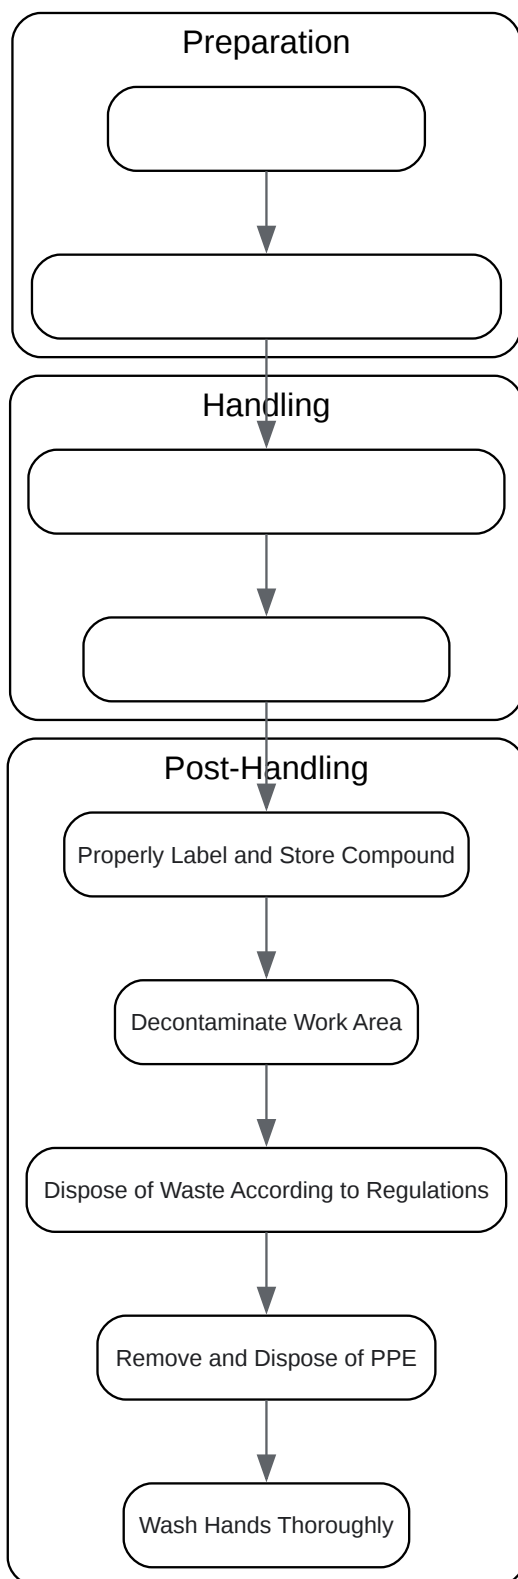 Preparation
Handling
Post-Handling
Properly Label and Store Compound
Decontaminate Work Area
Dispose of Waste According to Regulations
Remove and Dispose of PPE
Wash Hands Thoroughly